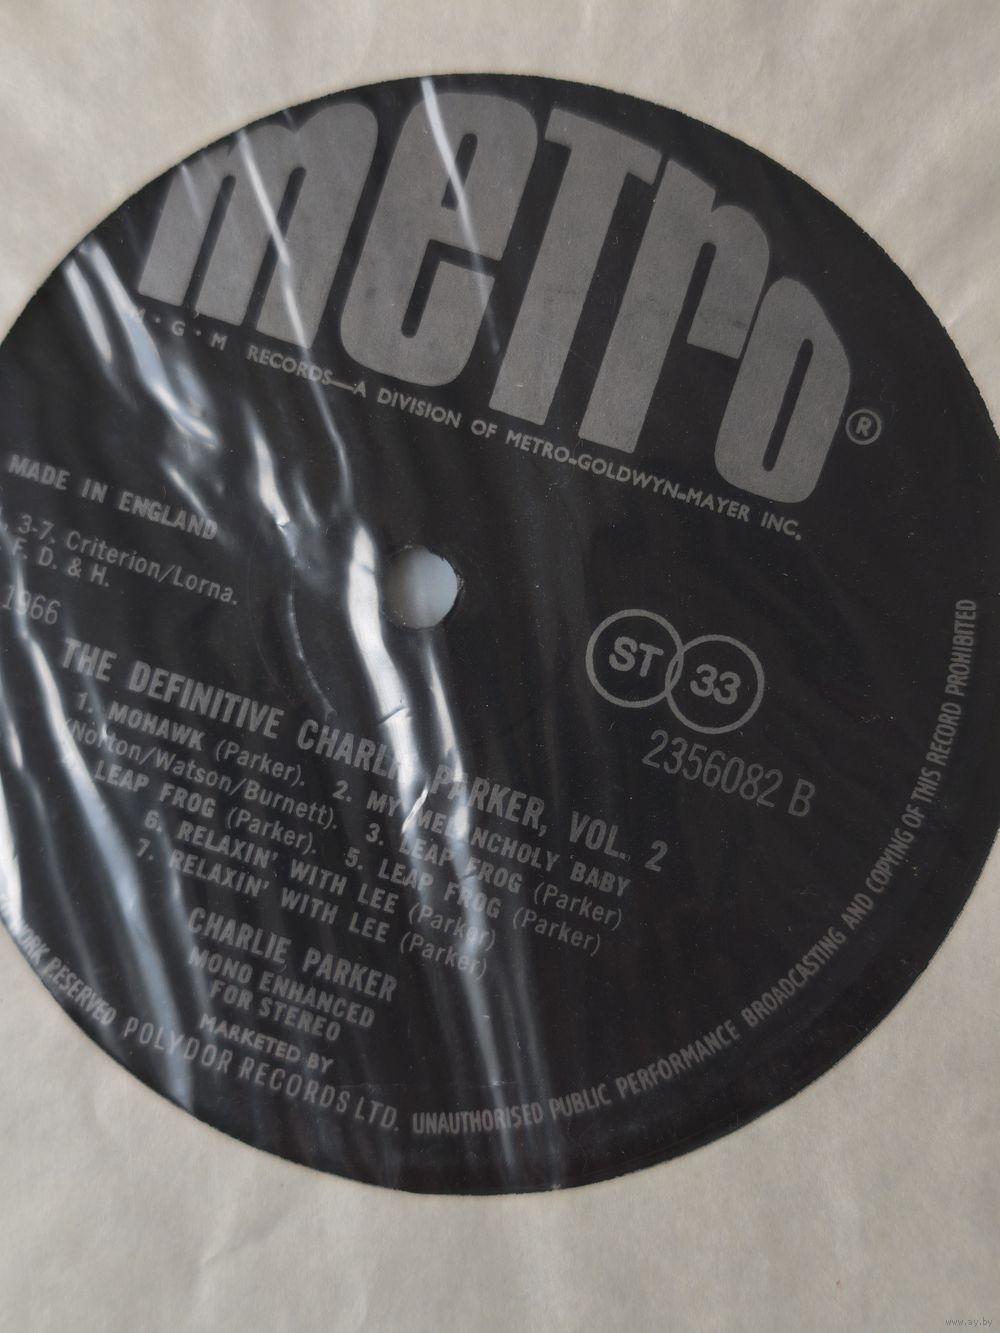 metro ®
M • G • M RECORDS—A DIVISION OF METRO-GOLDWYN-MAYER INC.
MADE IN ENGLAND
3-7, Criterion/Lorna.
F. D. & H.
1966
ST 33
2356082 B
THE DEFINITIVE CHARLIE PARKER, VOL. 2
1. MOHAWK (Parker). 2. MY MELANCHOLY BABY
(Norton/Watson/Burnett). 3. LEAP FROG (Parker)
LEAP FROG (Parker). 5. LEAP FROG (Parker)
6. RELAXIN' WITH LEE (Parker)
7. RELAXIN' WITH LEE (Parker)
CHARLIE PARKER
MONO ENHANCED
FOR STEREO
MARKETED BY
POLYDOR RECORDS LTD.
RESERVED UNAUTHORISED PUBLIC PERFORMANCE BROADCASTING AND COPYING OF THIS RECORD PROHIBITED
www.ay.by